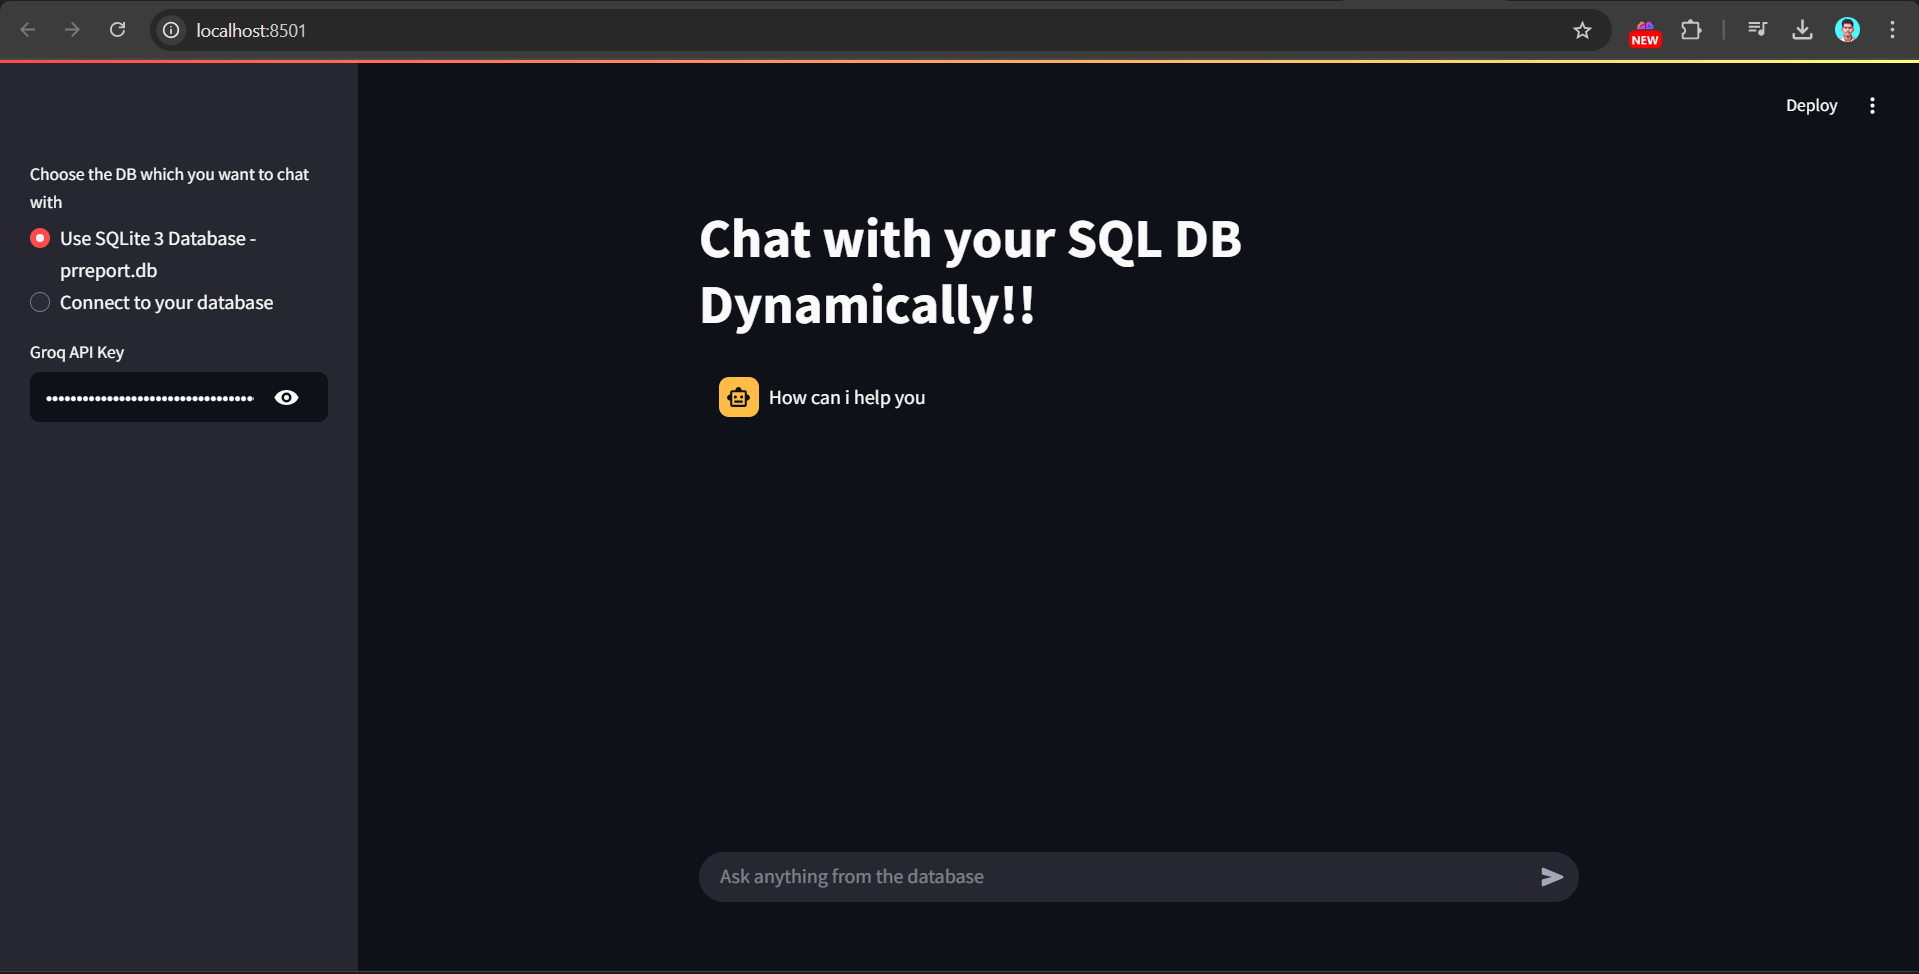 localhost:8501
NEW
Deploy
Choose the DB which you want to chat
with
Use SQLite 3 Database -
prreport.db
Connect to your database
Groq API Key
Chat with your SQL DB
Dynamically!!
How can i help you
Ask anything from the database